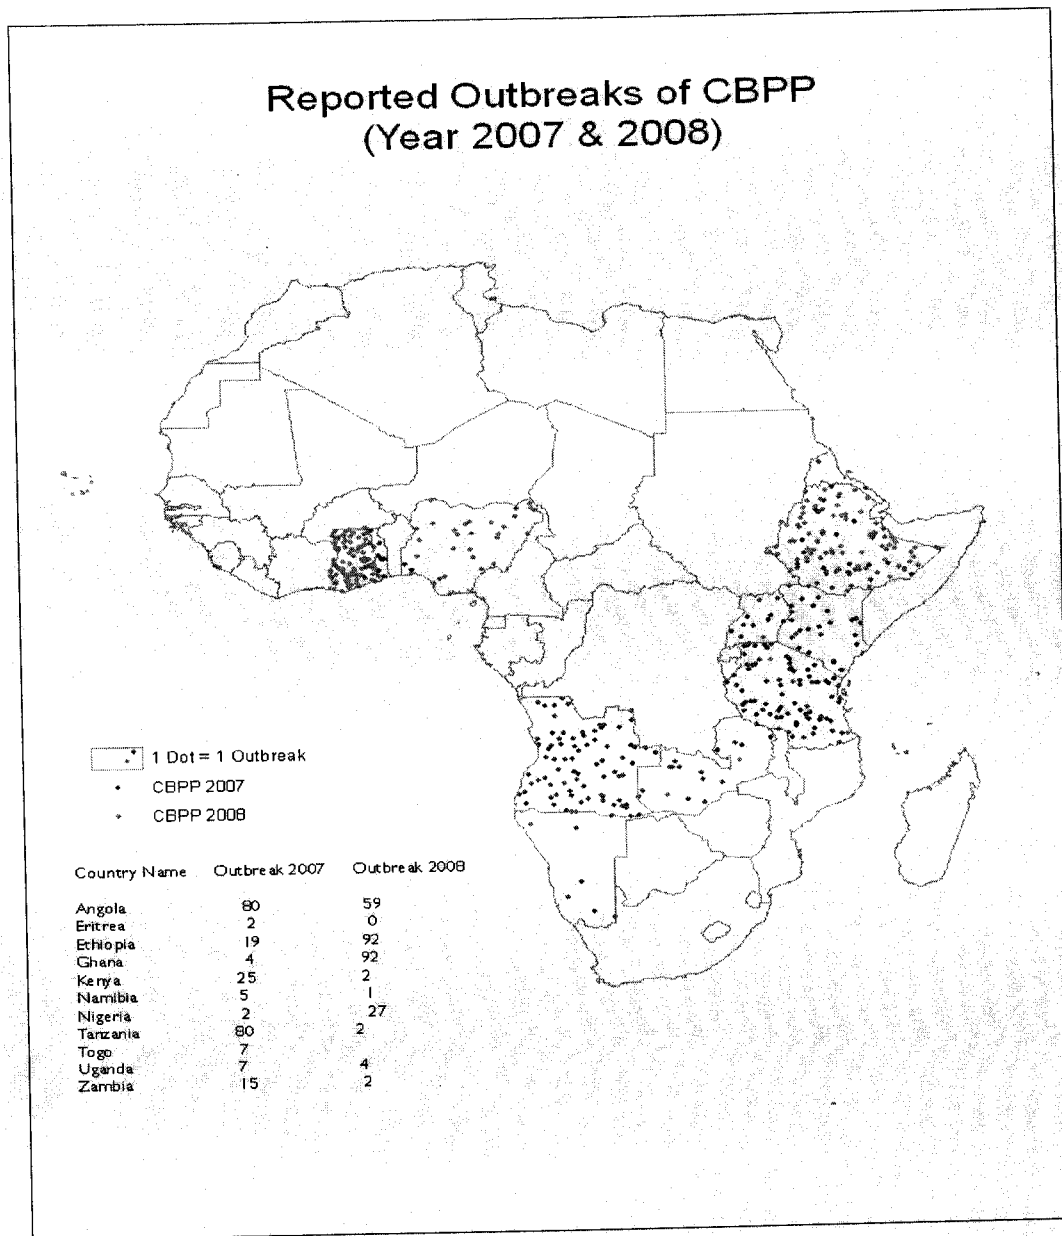 Reported Outbreaks of CBPP
(Year 2007 & 2008)
1 Dot = 1 Outbreak
CBPP 2007
CBPP 2008
Country Name Outbreak 2007 Outbreak 2008
Angola 80 59
Eritrea 2 0
Ethiopia 19 92
Ghana 4 92
Kenya 25 2
Namibia 5 1
Nigeria 2 27
Tanzania 80 2
Togo 7
Uganda 7 4
Zambia 15 2